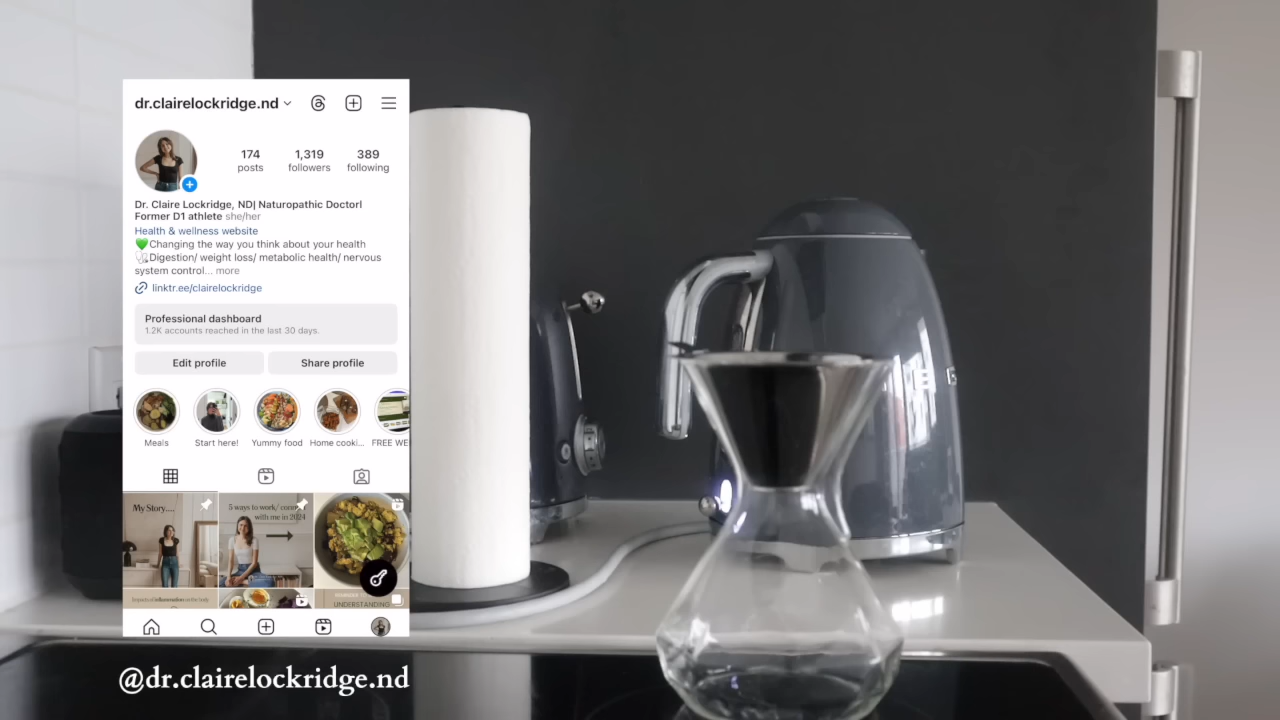 dr.clairelockridge.nd
174 1,319 389
posts followers following
Dr. Claire Lockridge, ND| Naturopathic Doctorl
Former D1 athlete she/her
Health & wellness website
💚Changing the way you think about your health
🩺Digestion/ weight loss/ metabolic health/ nervous
system control... more
linktr.ee/clairelockridge
Professional dashboard
1.2K accounts reached in the last 30 days.
Edit profile Share profile
Meals Start here! Yummy food Home cooki... FREE WE
My Story....
5 ways to work/
with me in 2024
UNDERSTANDING
@dr.clairelockridge.nd